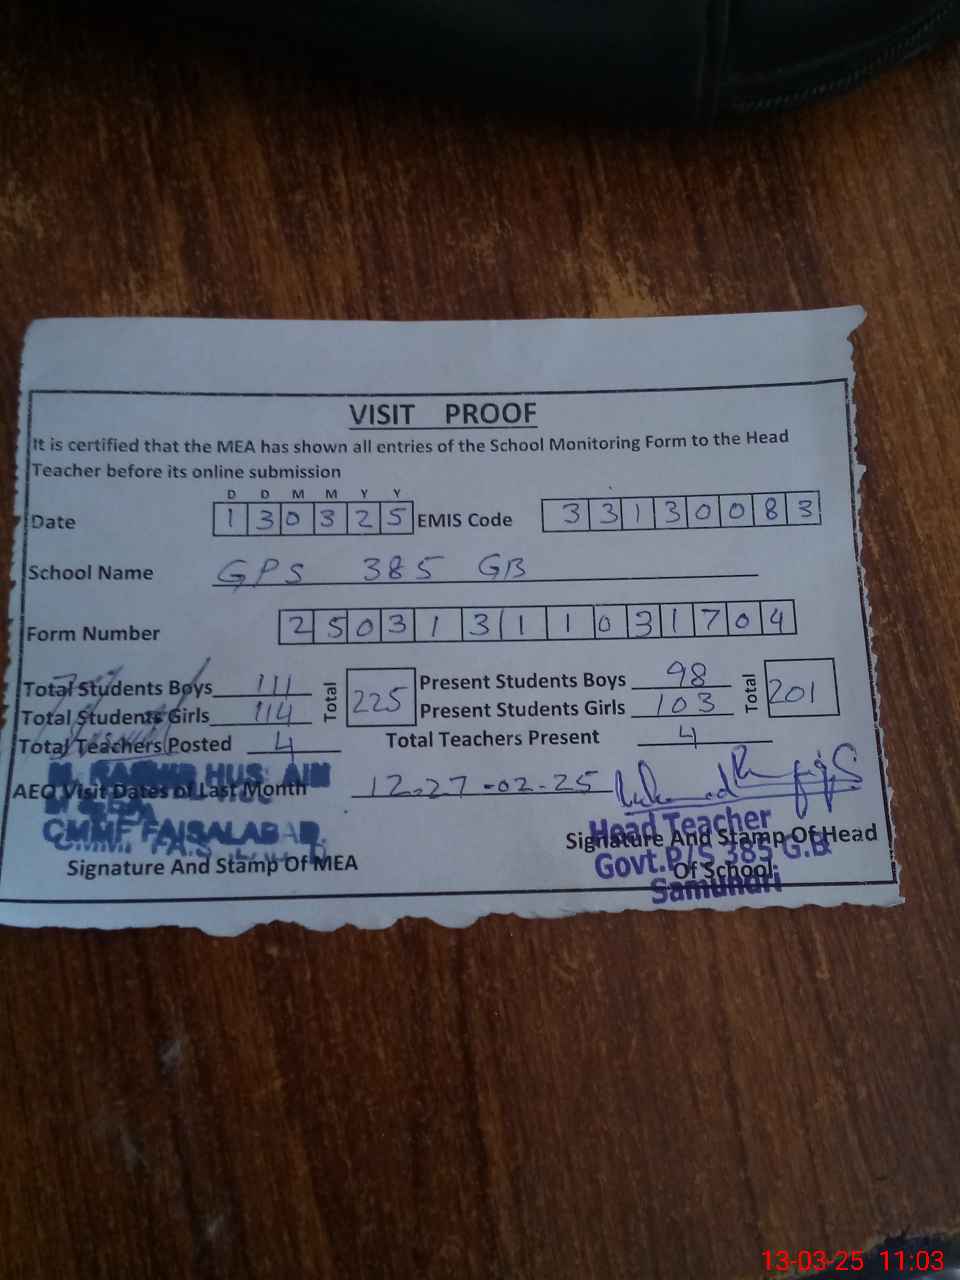 VISIT PROOF
It is certified that the MEA has shown all entries of the School Monitoring Form to the Head
Teacher before its online submission
D D M M Y Y
Date 1 3 0 3 2 5 EMIS Code 3 3 1 3 0 0 8 3
School Name GPS 385 GB
Form Number 2 5 0 3 1 3 1 1 0 3 1 7 0 4
Total Students Boys 111 Total 225 Present Students Boys 98 Total 201
Total Students Girls 114 Present Students Girls 103
Total Teachers Posted 4 Total Teachers Present 4
AEO Visit Dates of Last Month 12-27-02-25
CMMF FAISALABAD
Head Teacher
Signature And Stamp Of Head
Govt.P/S 385 G.B
Signature And Stamp Of MEA
Of School
Samundri
13-03-25 11:03